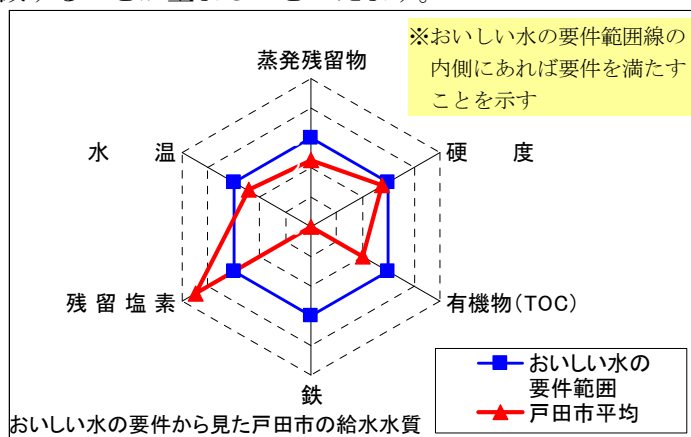 ※おいしい水の要件範囲線の
内側にあれば要件を満たす
ことを示す
蒸発残留物
水 温
硬 度
残留塩素
有機物(TOC)
鉄
おいしい水の
要件範囲
戸田市平均
おいしい水の要件から見た戸田市の給水水質